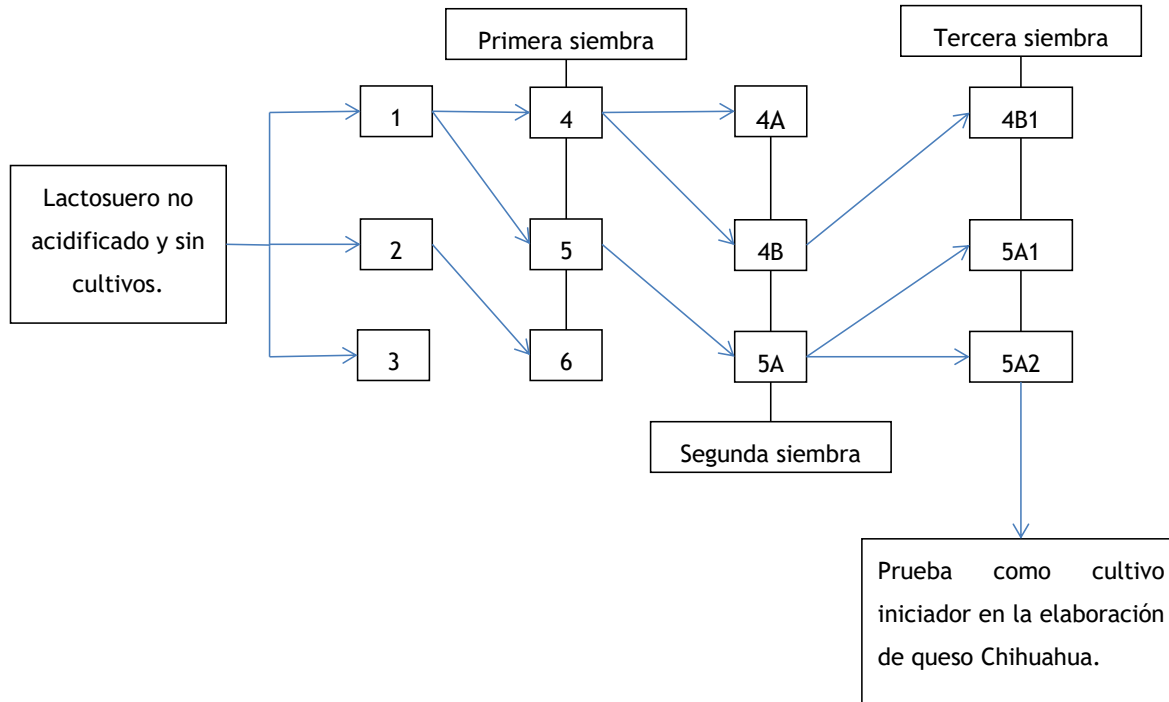 Primera siembra
Tercera siembra
1
4
4A
4B1
Lactosuero no
acidificado y sin
cultivos.
2
5
4B
5A1
3
6
5A
5A2
Segunda siembra
Prueba como cultivo
iniciador en la elaboración
de queso Chihuahua.